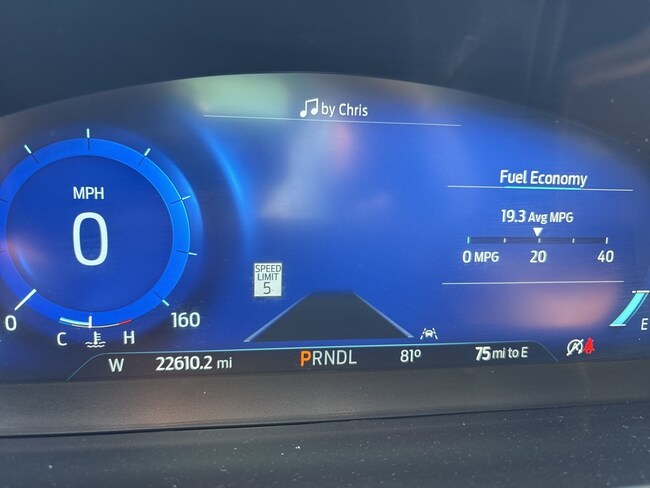 ♫ by Chris
MPH
0
0
160
C
H
SPEED
LIMIT
5
Fuel Economy
19.3 Avg MPG
0 MPG
20
40
E
W
22610.2 mi
PRNDL
81º
75 mi to E